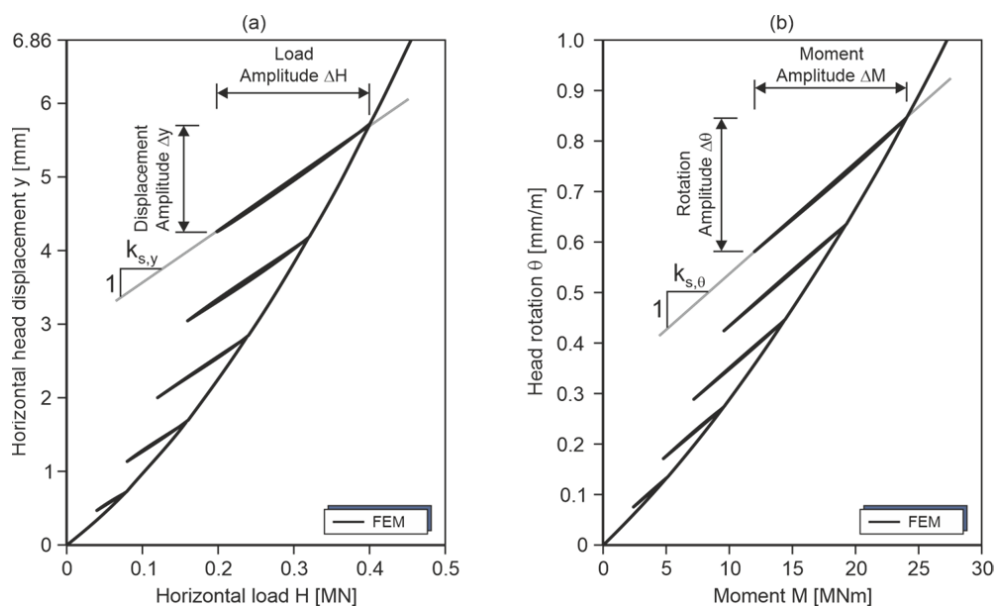 (a)
6.86
6
5
4
3
2
1
0
Horizontal head displacement y [mm]
Load
Amplitude ΔH
Displacement
Amplitude Δy
k_s,y
1
FEM
0
0.1
0.2
0.3
0.4
0.5
Horizontal load H [MN]
(b)
1.0
0.9
0.8
0.7
0.6
0.5
0.4
0.3
0.2
0.1
0
Head rotation θ [mm/m]
Moment
Amplitude ΔM
Rotation
Amplitude Δθ
k_s,θ
1
FEM
0
5
10
15
20
25
30
Moment M [MNm]